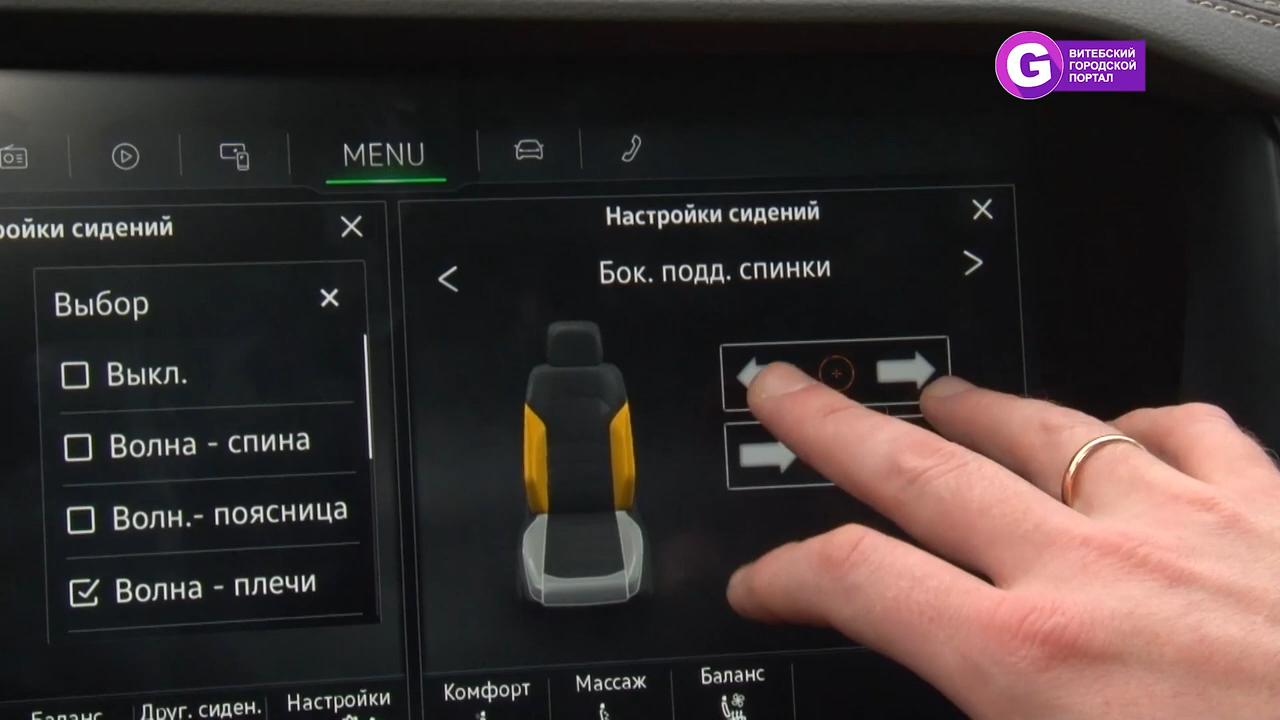 G
ВИТЕБСКИЙ
ГОРОДСКОЙ
ПОРТАЛ
MENU
ройки сидений
Настройки сидений
Бок. подд. спинки
Выбор
Выкл.
Волна - спина
Волн.- поясница
Волна - плечи
Баланс
Друг. сиден.
Настройки
Комфорт
Массаж
Баланс